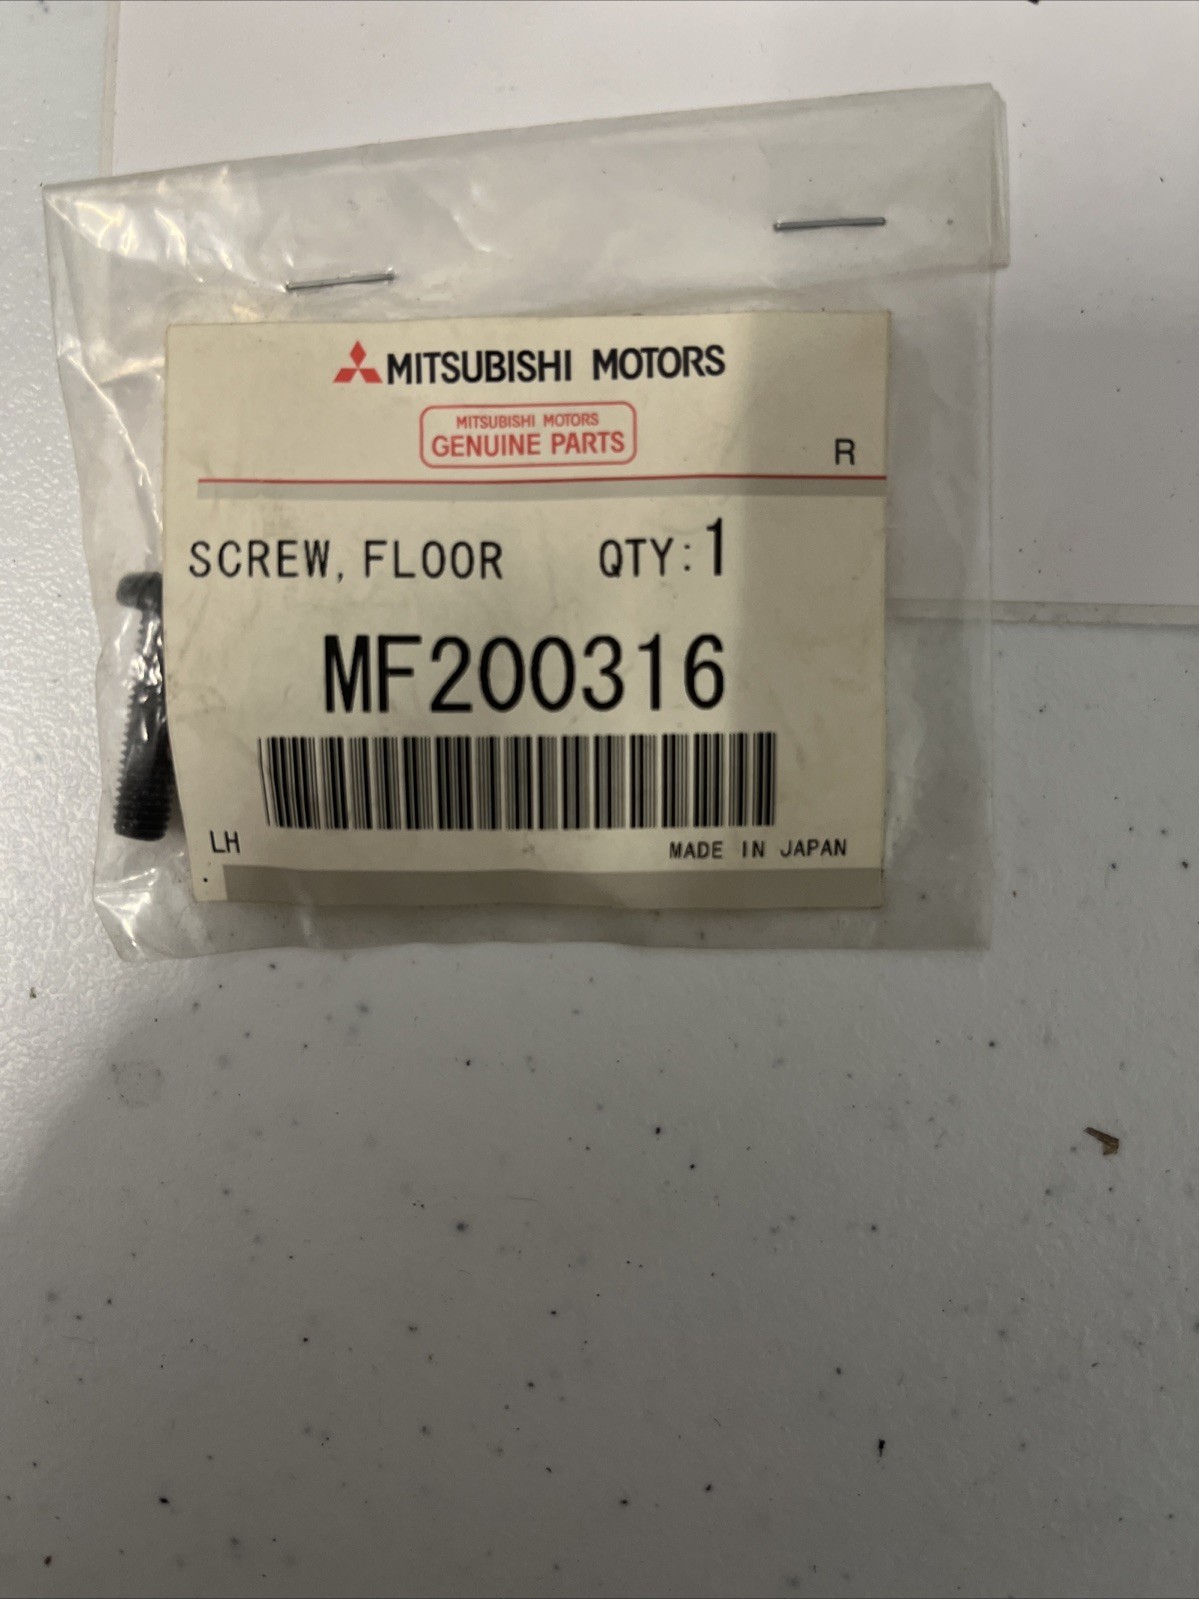 MITSUBISHI MOTORS
MITSUBISHI MOTORS
GENUINE PARTS
R
SCREW, FLOOR QTY:1
MF200316
LH
MADE IN JAPAN